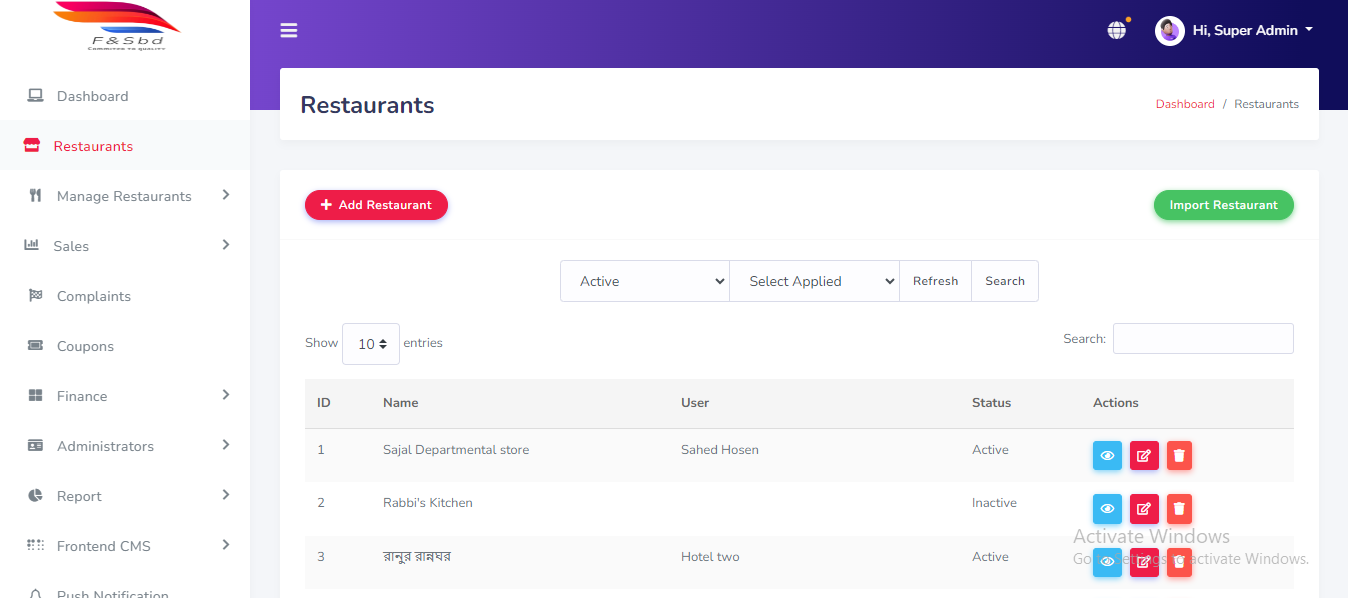 F&Sbd
COMMITED TO QUALITY
Hi, Super Admin
Dashboard
Restaurants
Manage Restaurants
Sales
Complaints
Coupons
Finance
Administrators
Report
Frontend CMS
Push Notification
Restaurants
Dashboard / Restaurants
Add Restaurant
Import Restaurant
Active Select Applied Refresh Search
Show 10 entries
Search:
ID Name User Status Actions
1 Sajal Departmental store Sahed Hosen Active
2 Rabbi's Kitchen Inactive
3 রানুর রান্নঘর Hotel two Active
Activate Windows
Go to Settings to activate Windows.